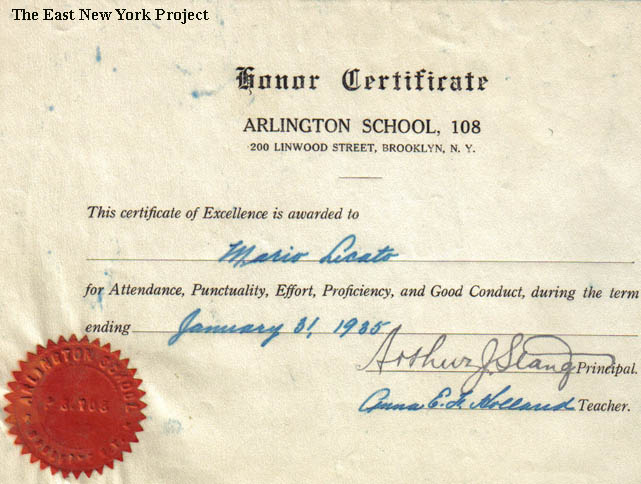 The East New York Project
Honor Certificate
ARLINGTON SCHOOL, 108
200 LINWOOD STREET, BROOKLYN, N. Y.
This certificate of Excellence is awarded to
Mario Licato
for Attendance, Punctuality, Effort, Proficiency, and Good Conduct, during the term
ending January 31, 1935
Arthur J. Slang Principal.
Anna E. F. Holland Teacher.
ARLINGTON SCHOOL
P.S. 108
BROOKLYN N.Y.